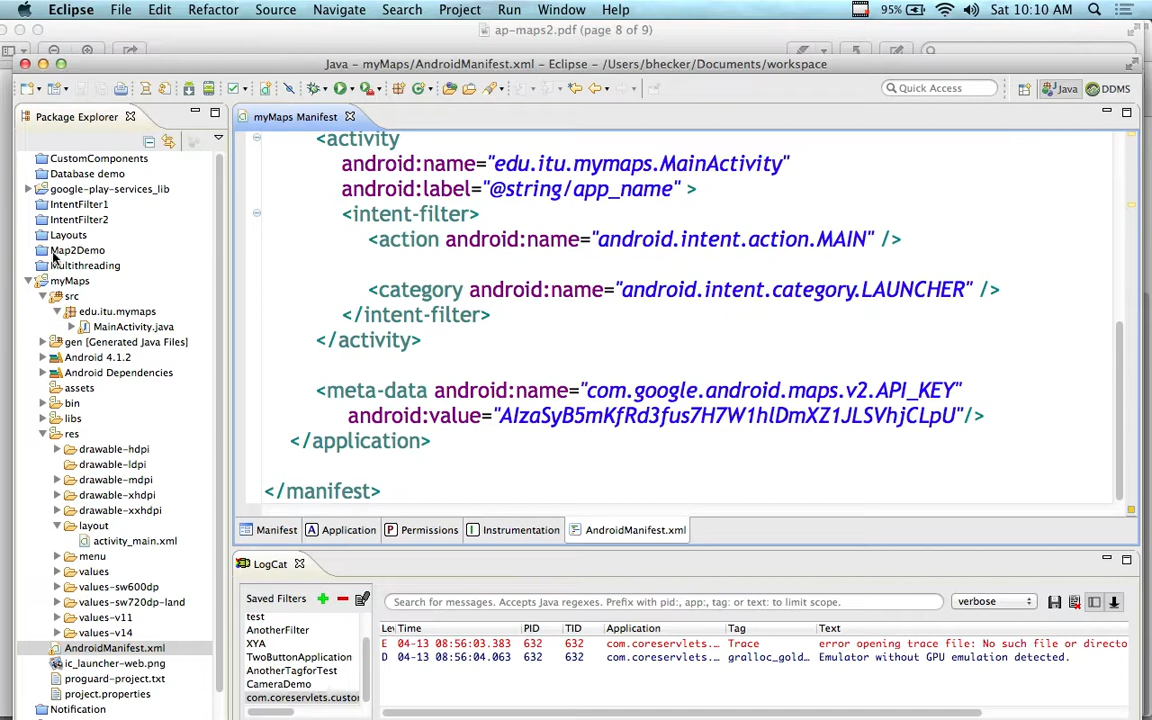 Eclipse File Edit Refactor Source Navigate Search Project Run Window Help 95% Sat 10:10 AM
ap-maps2.pdf (page 8 of 9)
Java – myMaps/AndroidManifest.xml – Eclipse – /Users/bhecker/Documents/workspace
Quick Access Java DDMS
Package Explorer
CustomComponents
Database demo
google-play-services_lib
IntentFilter1
IntentFilter2
Layouts
Map2Demo
Multithreading
myMaps
src
edu.itu.mymaps
MainActivity.java
gen [Generated Java Files]
Android 4.1.2
Android Dependencies
assets
bin
libs
res
drawable-hdpi
drawable-ldpi
drawable-mdpi
drawable-xhdpi
drawable-xxhdpi
layout
activity_main.xml
menu
values
values-sw600dp
values-sw720dp-land
values-v11
values-v14
AndroidManifest.xml
ic_launcher-web.png
proguard-project.txt
project.properties
Notification
myMaps Manifest
<activity
android:name="edu.itu.mymaps.MainActivity"
android:label="@string/app_name" >
<intent-filter>
<action android:name="android.intent.action.MAIN" />
<category android:name="android.intent.category.LAUNCHER" />
</intent-filter>
</activity>
<meta-data android:name="com.google.android.maps.v2.API_KEY"
android:value="AIzaSyB5mKfRd3fus7H7W1hlDmXZ1JLSVhjCLpU"/>
</application>
</manifest>
Manifest Application Permissions Instrumentation AndroidManifest.xml
LogCat
Saved Filters
test
AnotherFilter
XYA
TwoButtonApplication
AnotherTagforTest
CameraDemo
com.coreservlets.custo
Search for messages. Accepts Java regexes. Prefix with pid:, app:, tag: or text: to limit scope. verbose
Le Time PID TID Application Tag Text
E 04-13 08:56:03.383 632 632 com.coreservlets.... Trace error opening trace file: No such file or directo
D 04-13 08:56:04.063 632 632 com.coreservlets.... gralloc_gold... Emulator without GPU emulation detected.